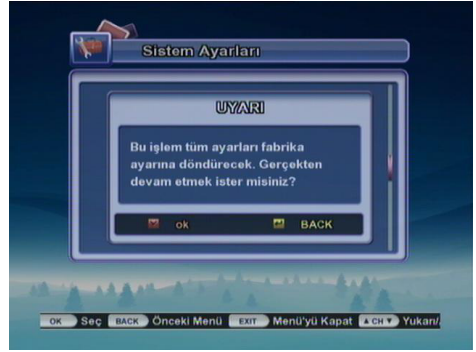 Sistem Ayarları
UYARI
Bu işlem tüm ayarları fabrika
ayarına döndürecek. Gerçekten
devam etmek ister misiniz?
ok BACK
OK Seç BACK Önceki Menü EXIT Menü'yü Kapat ▲ CH ▼ Yukarı/